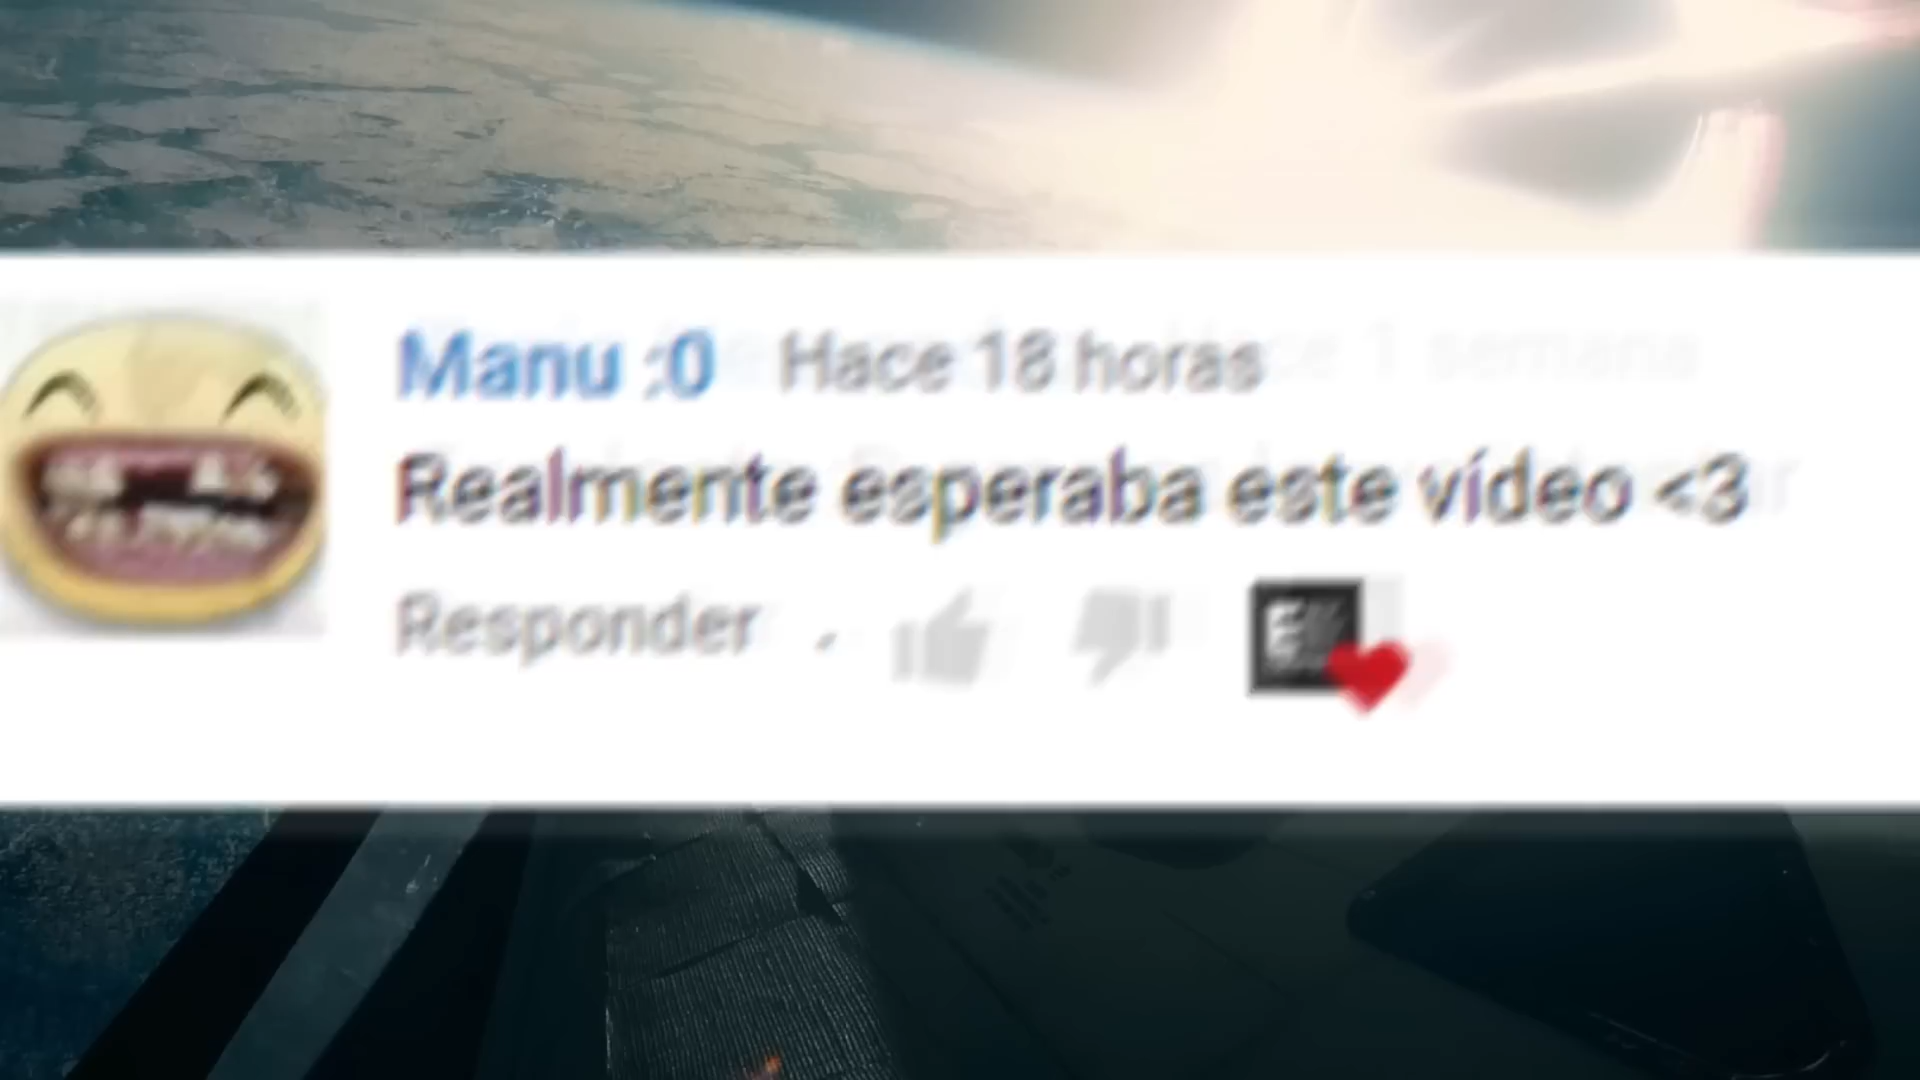 Manu :0 Hace 18 horas
Realmente esperaba este vídeo <3
Responder